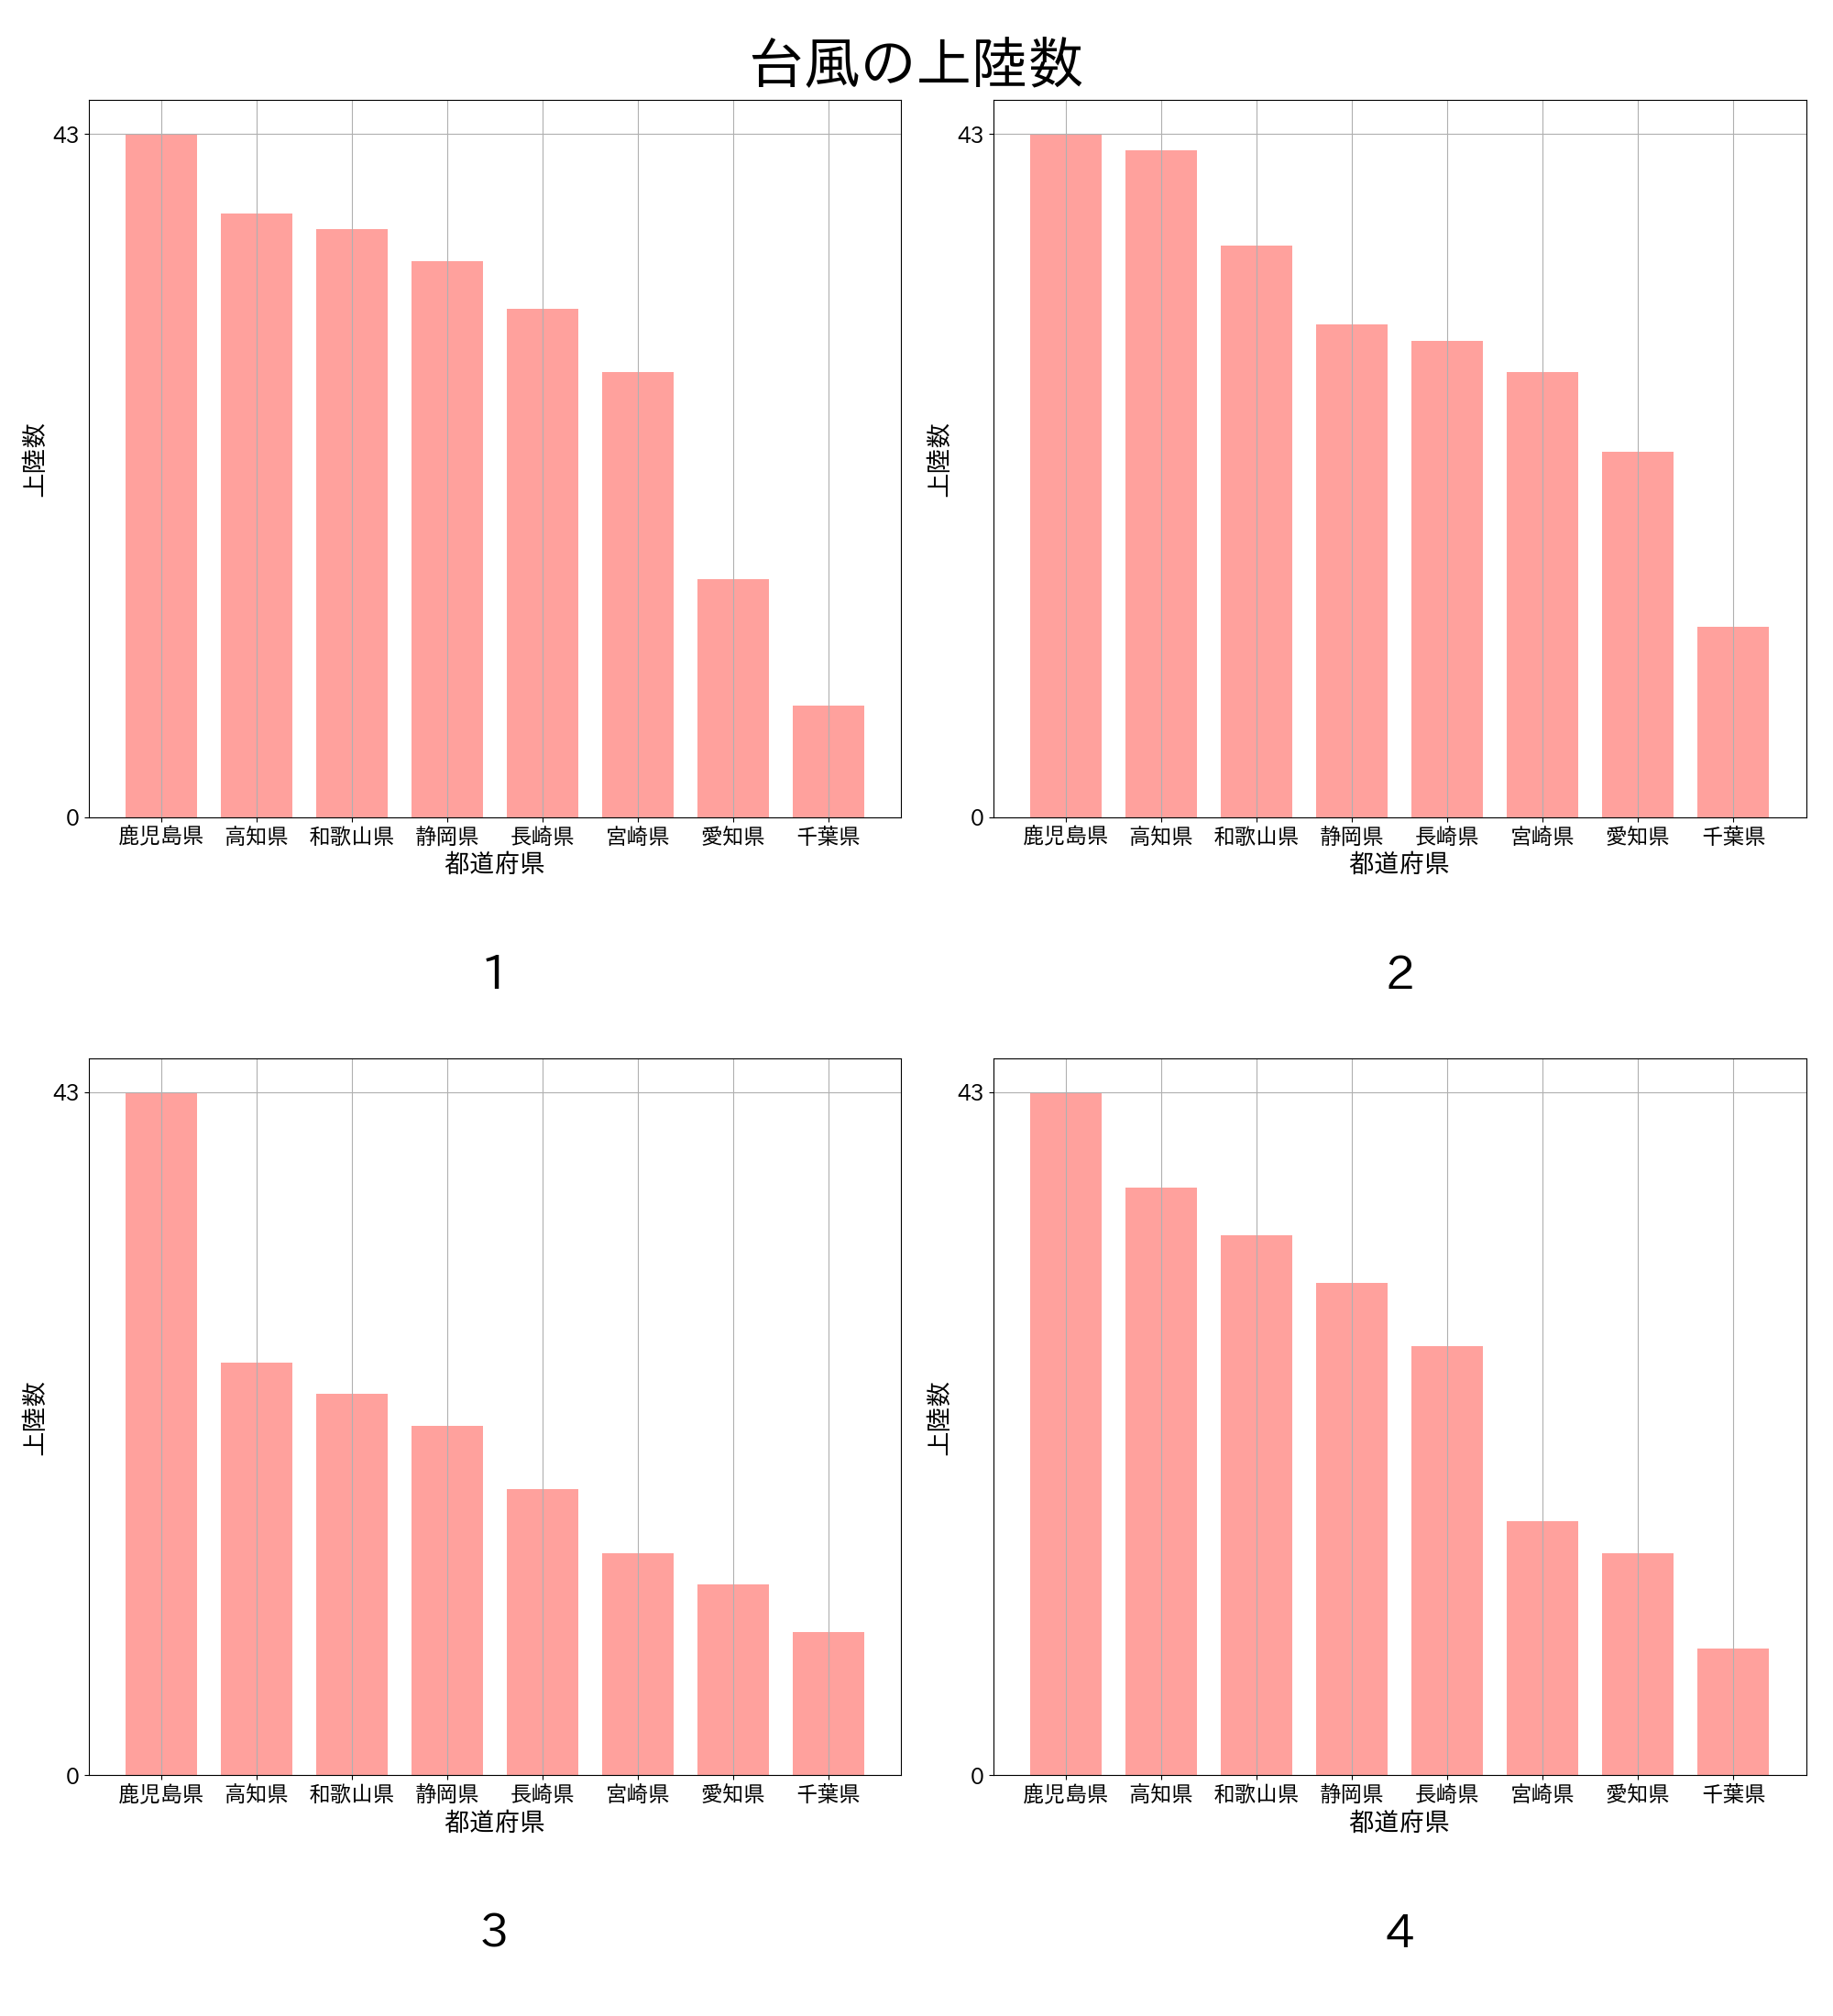 台風の上陸数
43
上陸数
0
鹿児島県 高知県 和歌山県 静岡県 長崎県 宮崎県 愛知県 千葉県
都道府県
1
43
上陸数
0
鹿児島県 高知県 和歌山県 静岡県 長崎県 宮崎県 愛知県 千葉県
都道府県
2
43
上陸数
0
鹿児島県 高知県 和歌山県 静岡県 長崎県 宮崎県 愛知県 千葉県
都道府県
3
43
上陸数
0
鹿児島県 高知県 和歌山県 静岡県 長崎県 宮崎県 愛知県 千葉県
都道府県
4